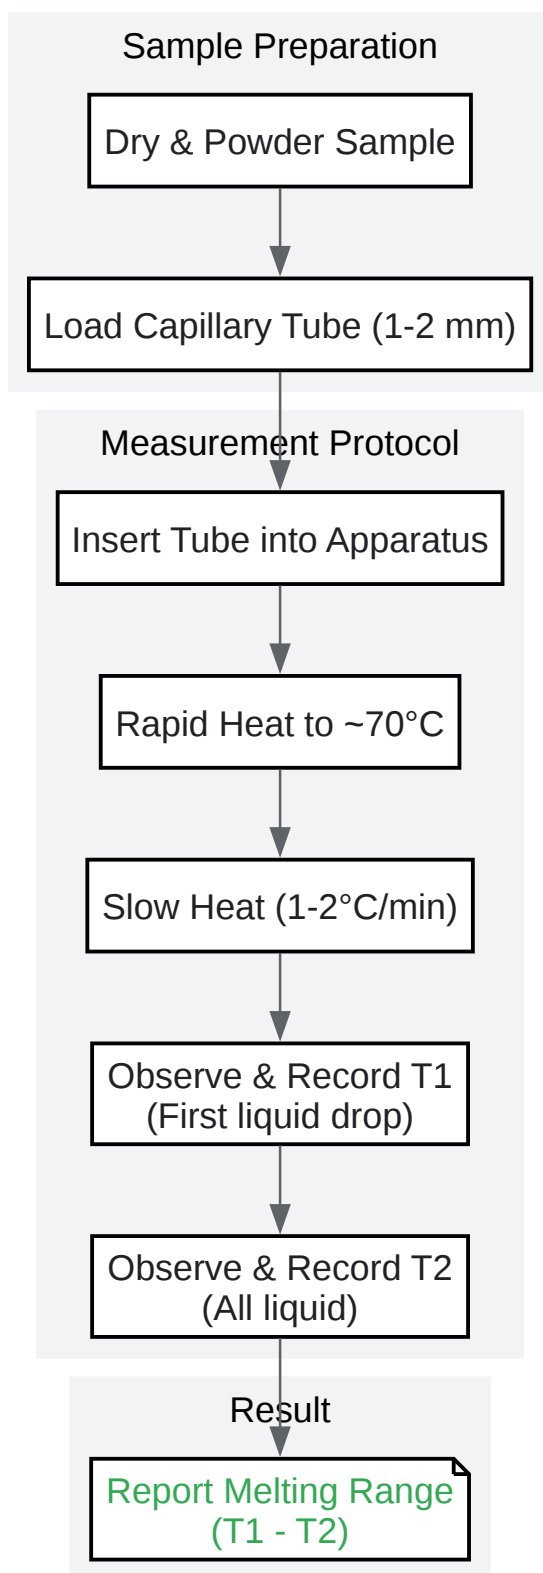 Sample Preparation
Dry & Powder Sample
Load Capillary Tube (1-2 mm)
Measurement Protocol
Insert Tube into Apparatus
Rapid Heat to ~70°C
Slow Heat (1-2°C/min)
Observe & Record T1
(First liquid drop)
Observe & Record T2
(All liquid)
Result
Report Melting Range
(T1 - T2)